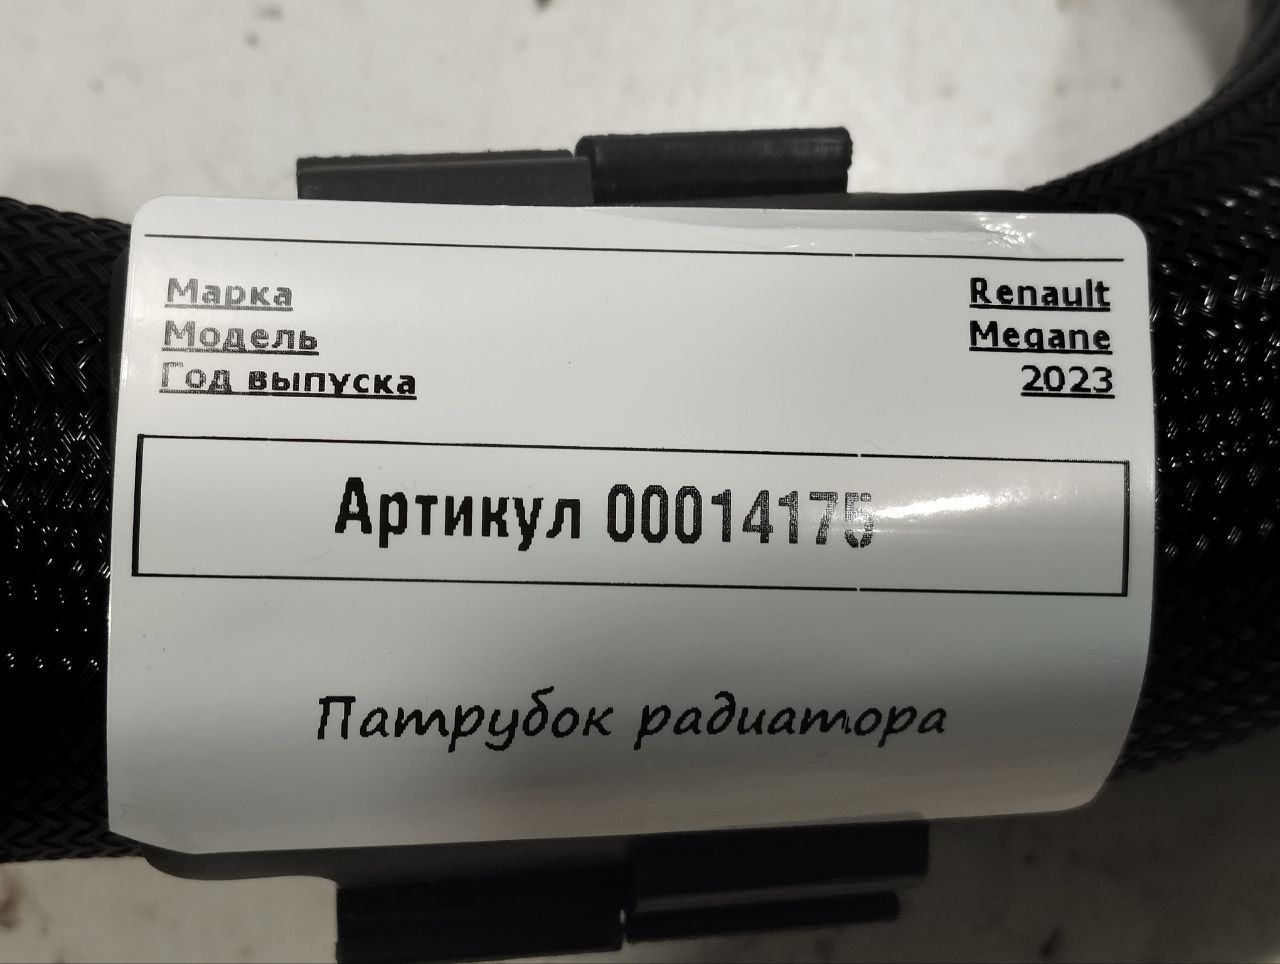 Марка Renault
Модель Megane
Год выпуска 2023
Артикул 00014175
Патрубок радиатора